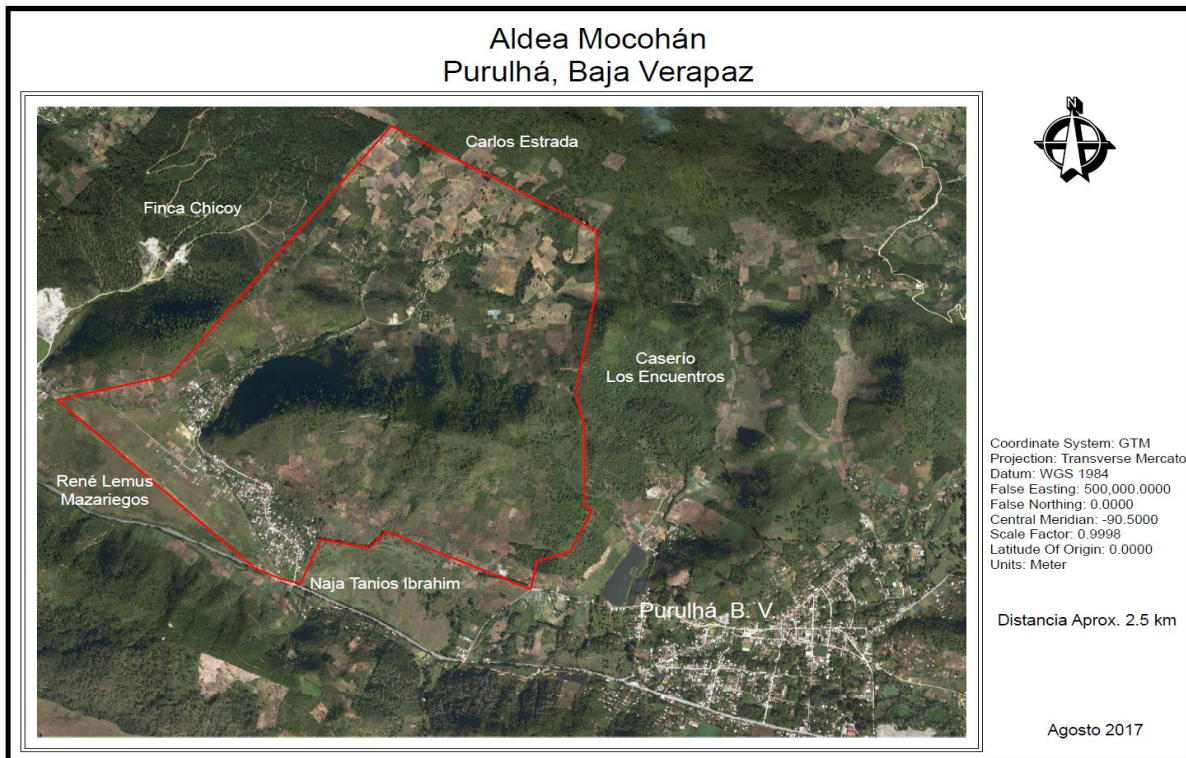 Aldea Mocohán
Purulhá, Baja Verapaz
N
Carlos Estrada
Finca Chicoy
Caserío
Los Encuentros
René Lemus
Mazariegos
Naja Tanios Ibrahim
Purulhá, B. V.
Coordinate System: GTM
Projection: Transverse Mercato
Datum: WGS 1984
False Easting: 500,000.0000
False Northing: 0.0000
Central Meridian: -90.5000
Scale Factor: 0.9998
Latitude Of Origin: 0.0000
Units: Meter
Distancia Aprox. 2.5 km
Agosto 2017